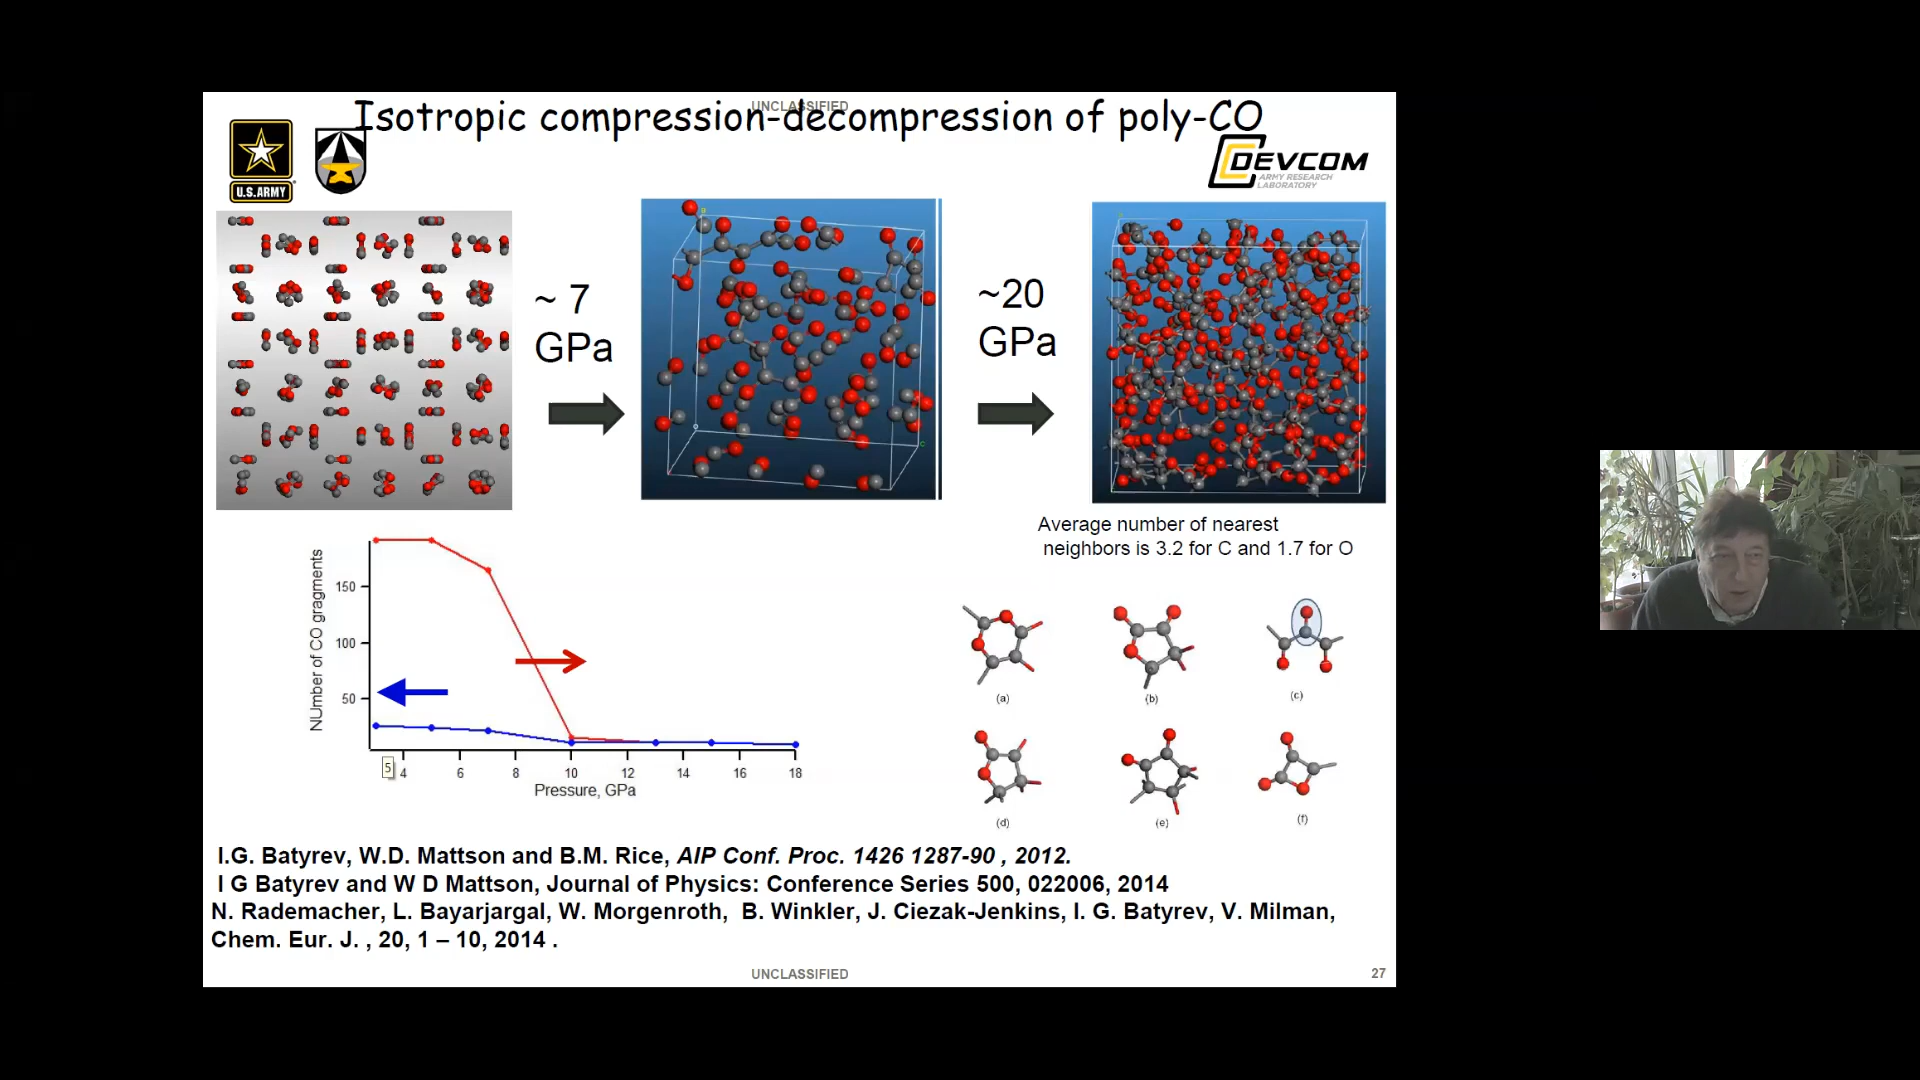 UNCLASSIFIED
Isotropic compression-decompression of poly-CO
U.S.ARMY
DEVCOM
ARMY RESEARCH
LABORATORY
~ 7
GPa
~20
GPa
Average number of nearest
neighbors is 3.2 for C and 1.7 for O
NUmber of CO gragments
150
100
50
5
4 6 8 10 12 14 16 18
Pressure, GPa
(a) (b) (c)
(d) (e) (f)
I.G. Batyrev, W.D. Mattson and B.M. Rice, AIP Conf. Proc. 1426 1287-90 , 2012.
I G Batyrev and W D Mattson, Journal of Physics: Conference Series 500, 022006, 2014
N. Rademacher, L. Bayarjargal, W. Morgenroth, B. Winkler, J. Ciezak-Jenkins, I. G. Batyrev, V. Milman,
Chem. Eur. J. , 20, 1 – 10, 2014 .
UNCLASSIFIED
27